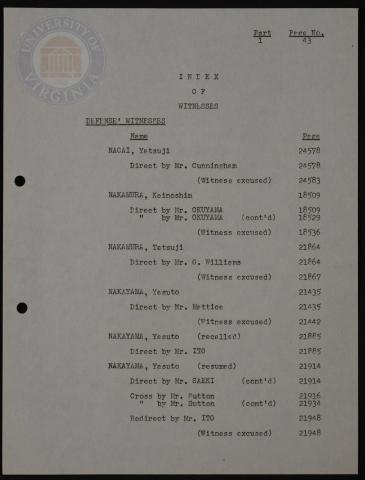 UNIVERSITY OF VIRGINIA
Part Page No.
1 43
INDEX
OF
WITNESSES
DEFENSE' WITNESSES
Name Page
NAGAI, Yatsuji 24578
Direct by Mr. Cunningham 24578
(Witness excused) 24583
NAKAMURA, Keinoshin 18509
Direct by Mr. OKUYAMA 18509
" by Mr. OKUYAMA (cont'd) 18529
(Witness excused) 18536
NAKAMURA, Tatsuji 21864
Direct by Mr. G. Williams 21864
(Witness excused) 21867
NAKAYAMA, Yasuto 21435
Direct by Mr. Mattice 21435
(Witness excused) 21442
NAKAYAMA, Yasuto (recalled) 21885
Direct by Mr. ITO 21885
NAKAYAMA, Yasuto (resumed) 21914
Direct by Mr. SAEKI (cont'd) 21914
Cross by Mr. Sutton 21916
" by Mr. Sutton (cont'd) 21934
Redirect by Mr. ITO 21948
(Witness excused) 21948